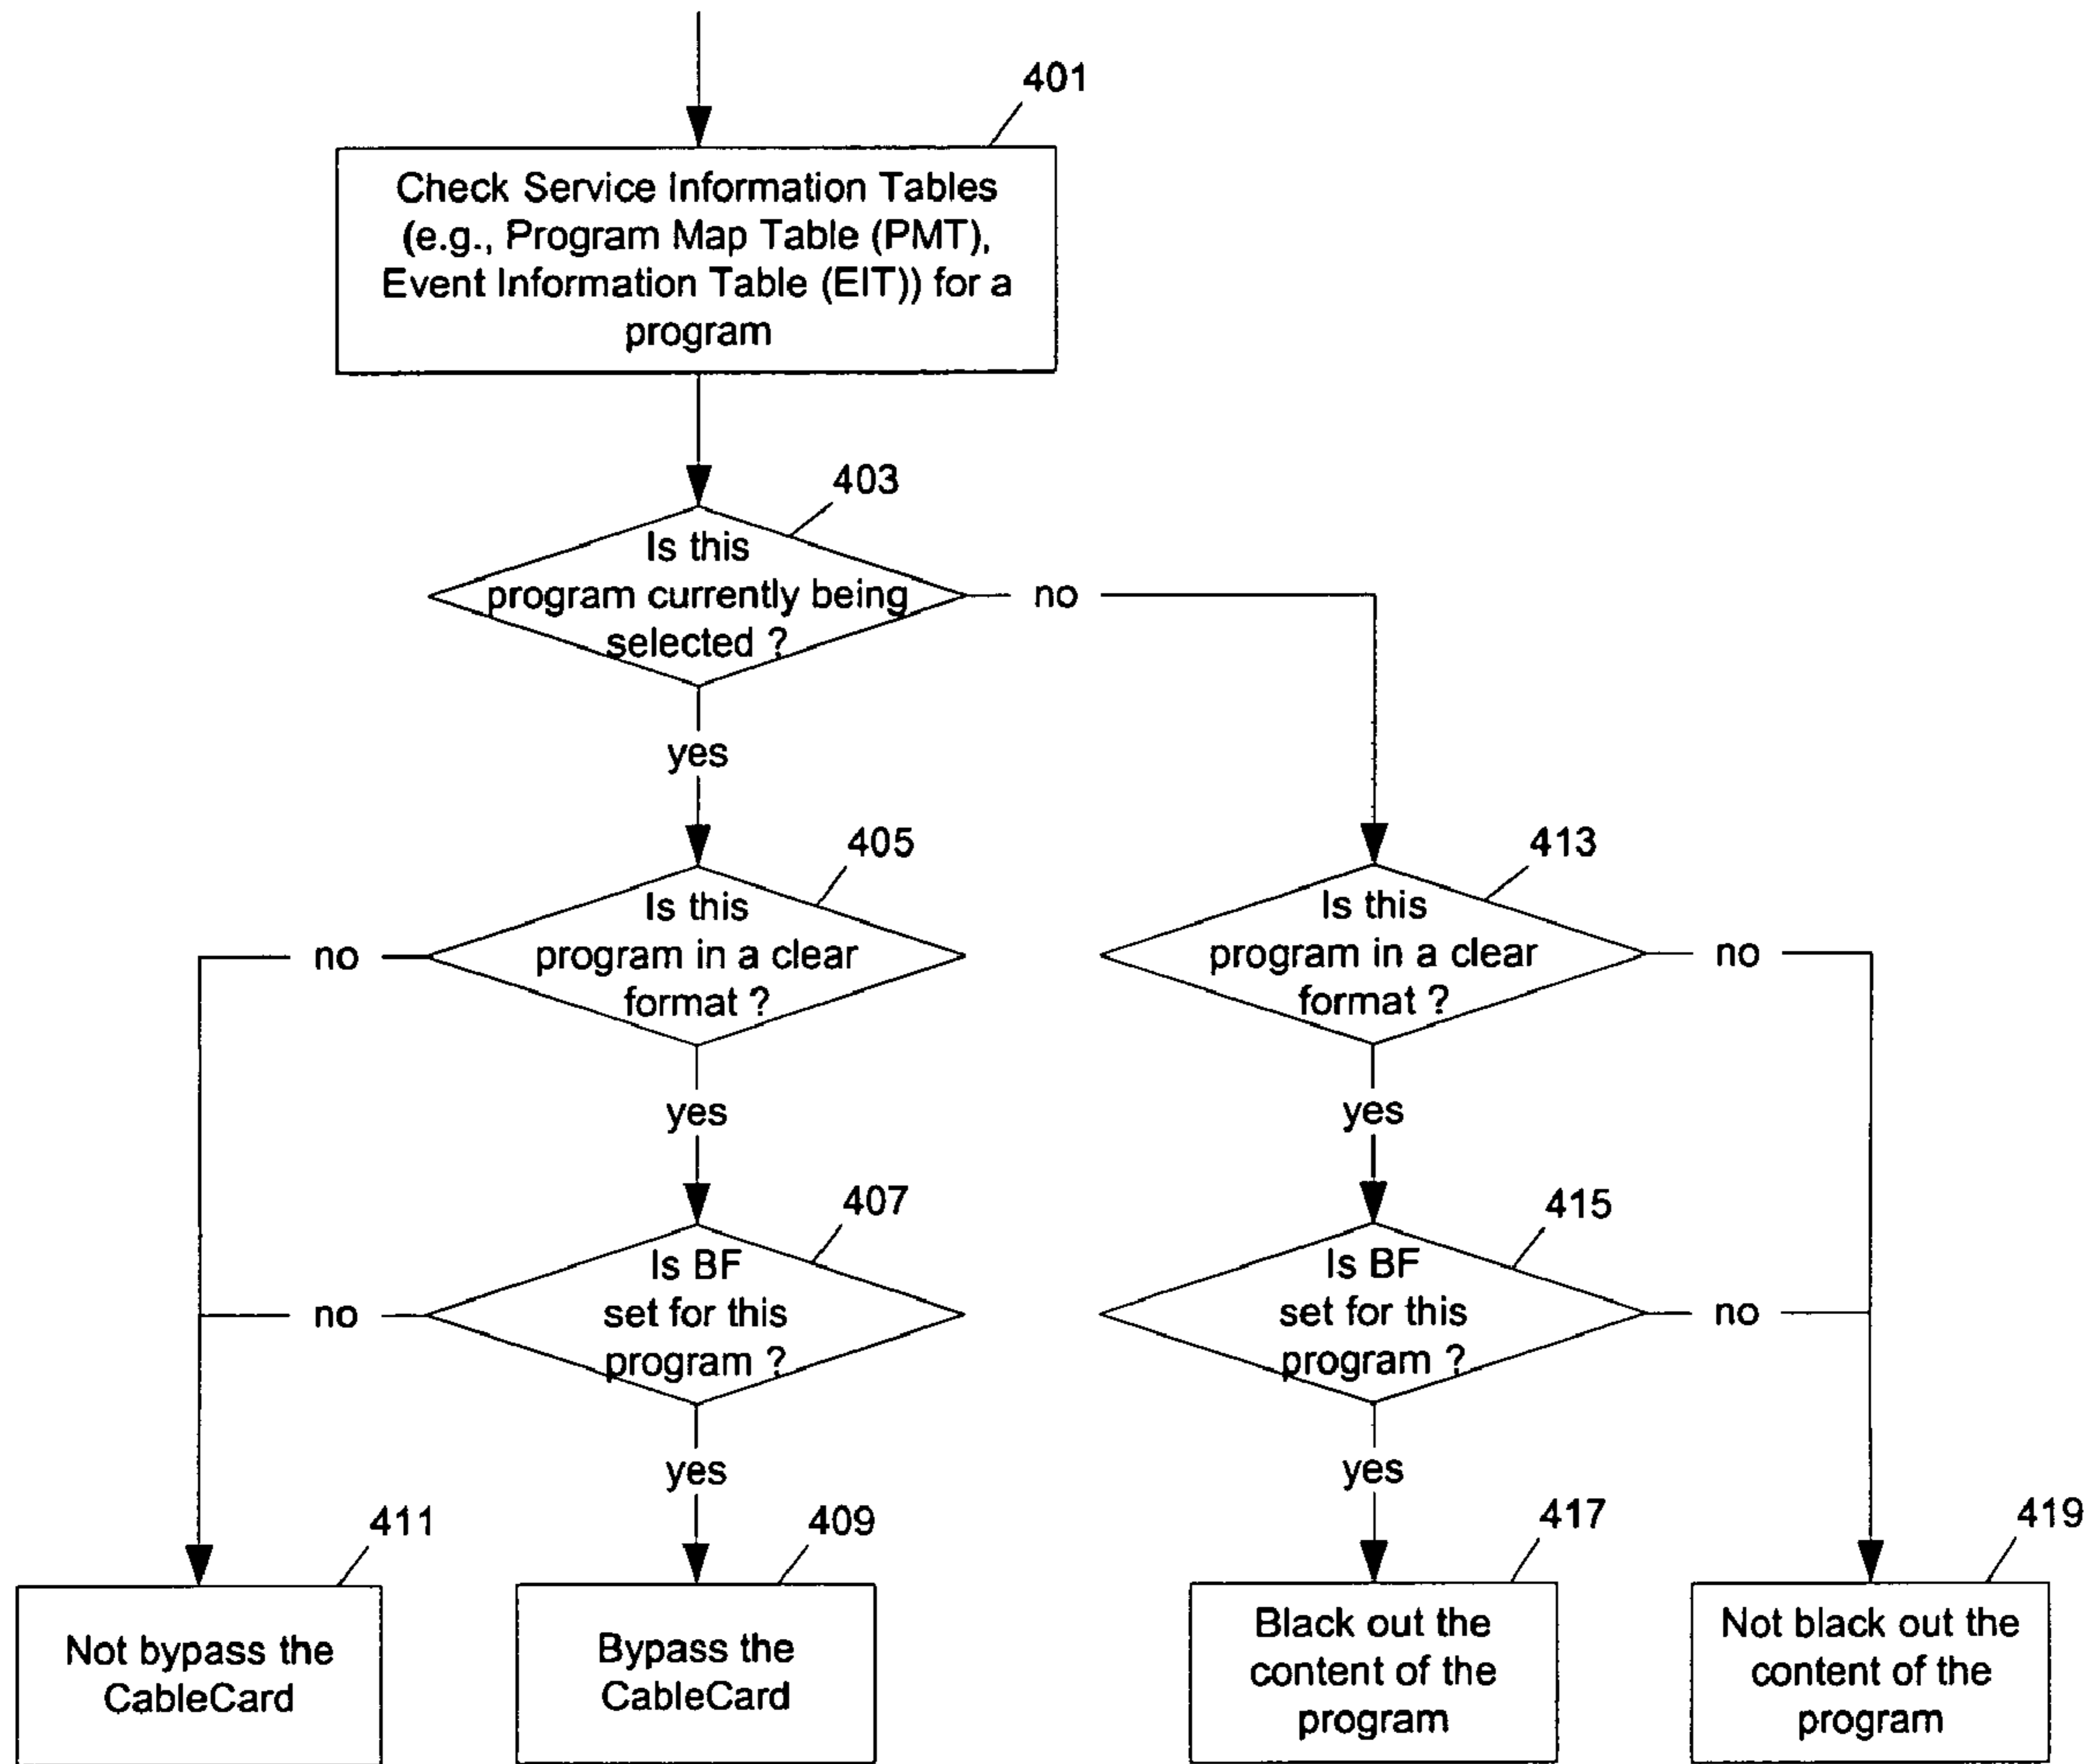 401
Check Service Information Tables
(e.g., Program Map Table (PMT),
Event Information Table (EIT)) for a
program
403
Is this
program currently being
selected ?
no
yes
405
Is this
program in a clear
format ?
no
yes
413
Is this
program in a clear
format ?
no
yes
407
Is BF
set for this
program ?
no
yes
415
Is BF
set for this
program ?
no
yes
411
Not bypass the
CableCard
409
Bypass the
CableCard
417
Black out the
content of the
program
419
Not black out the
content of the
program